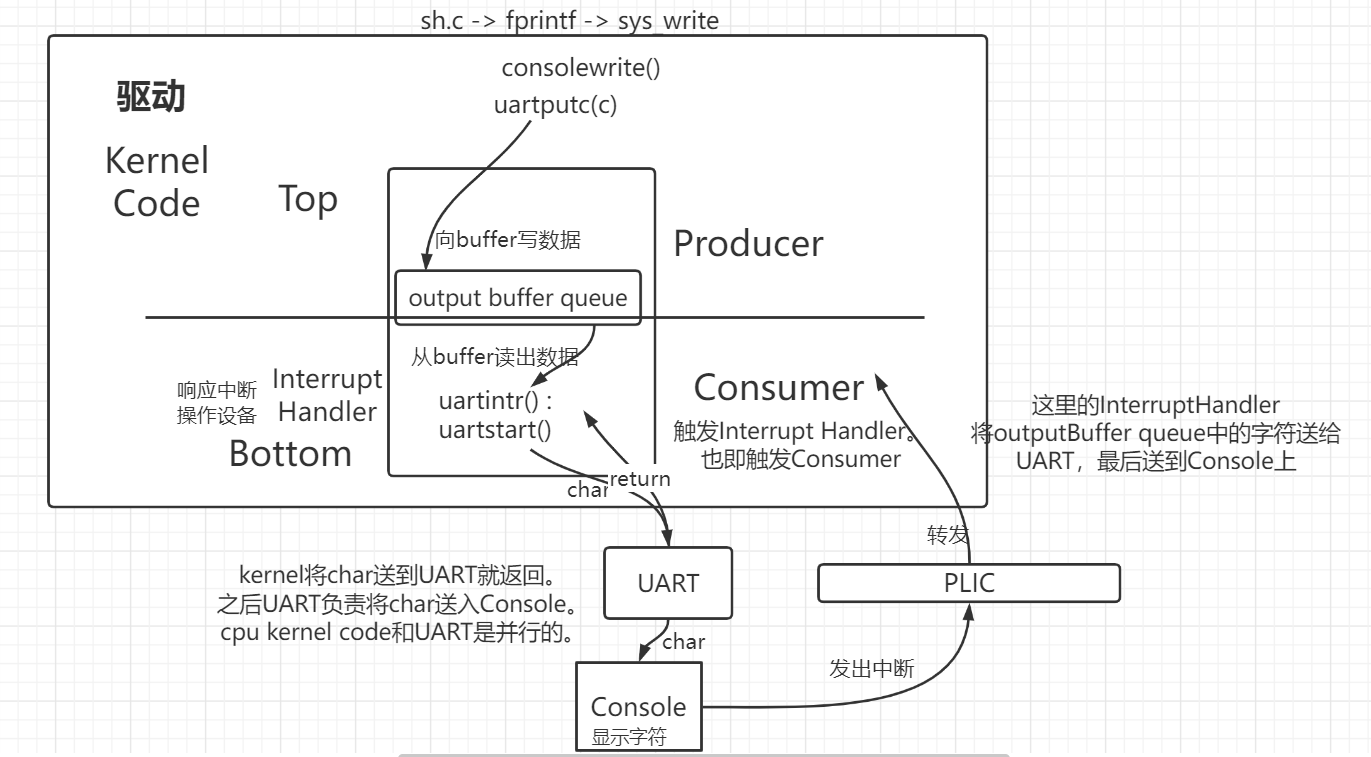 sh.c -> fprintf -> sys_write
驱动
consolewrite()
uartputc(c)
Kernel
Code
Top
向buffer写数据
Producer
output buffer queue
从buffer读出数据
响应中断
操作设备
Interrupt
Handler
Bottom
uartintr() :
uartstart()
Consumer
触发Interrupt Handler。
也即触发Consumer
这里的InterruptHandler
将outputBuffer queue中的字符送给
UART，最后送到Console上
char
return
转发
kernel将char送到UART就返回。
之后UART负责将char送入Console。
cpu kernel code和UART是并行的。
UART
PLIC
char
发出中断
Console
显示字符